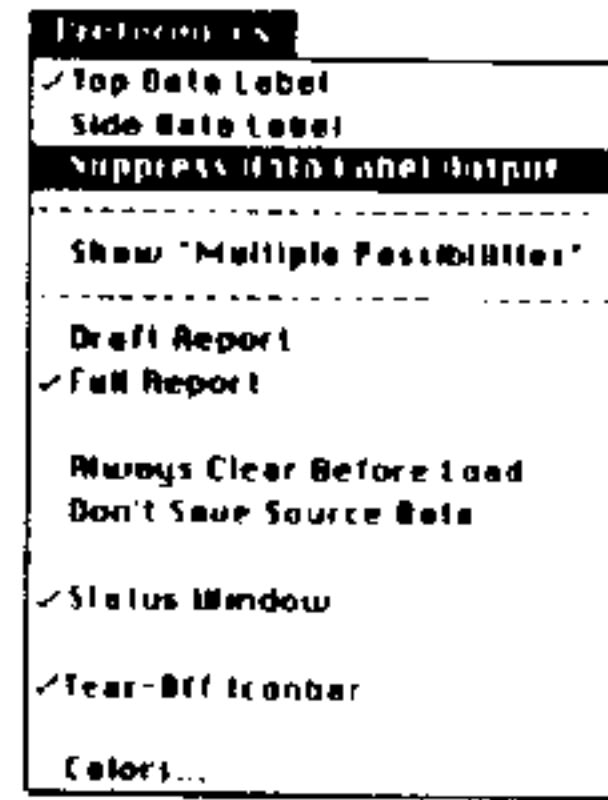 Preferences
✓Top Data Label
Side Data Label
Suppress Data Label Output
Show "Multiple Possibilities"
Draft Report
✓Full Report
Always Clear Before Load
Don't Save Source Data
✓Status Window
✓Tear-Off Iconbar
Colors...